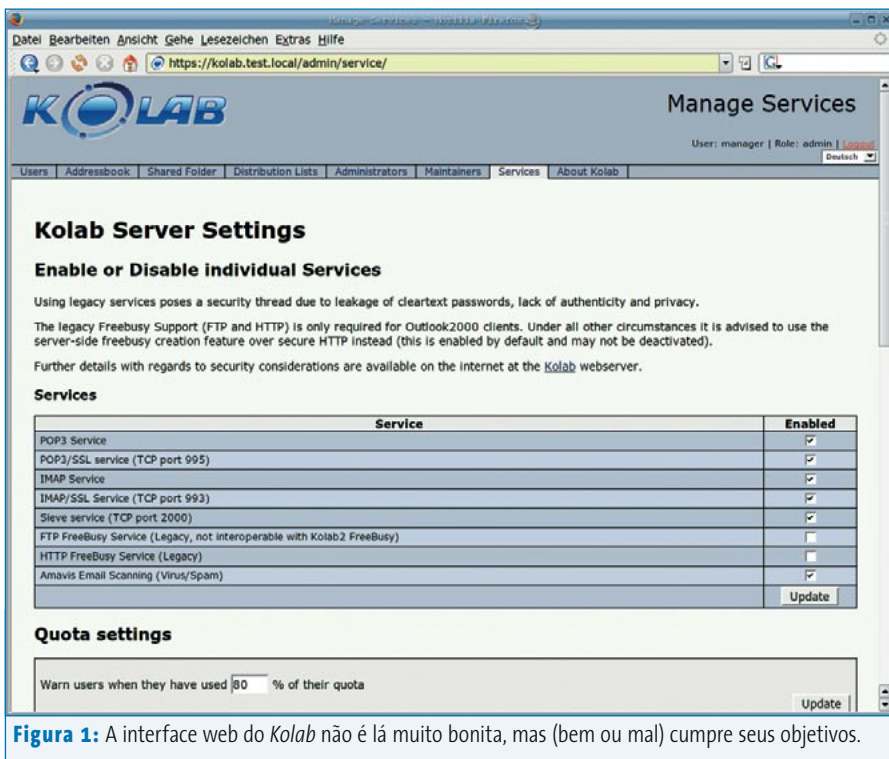 Manage Services - Mozilla Firefox
Datei Bearbeiten Ansicht Gehe Lesezeichen Extras Hilfe
https://kolab.test.local/admin/service/
KOLAB
Manage Services
User: manager | Role: admin | Logout
Deutsch
Users Addressbook Shared Folder Distribution Lists Administrators Maintainers Services About Kolab
Kolab Server Settings
Enable or Disable individual Services
Using legacy services poses a security thread due to leakage of cleartext passwords, lack of authenticity and privacy.
The legacy Freebusy Support (FTP and HTTP) is only required for Outlook2000 clients. Under all other circumstances it is advised to use the
server-side freebusy creation feature over secure HTTP instead (this is enabled by default and may not be deactivated).
Further details with regards to security considerations are available on the internet at the Kolab webserver.
Services
Service Enabled
POP3 Service
POP3/SSL service (TCP port 995)
IMAP Service
IMAP/SSL Service (TCP port 993)
Sieve service (TCP port 2000)
FTP FreeBusy Service (Legacy, not interoperable with Kolab2 FreeBusy)
HTTP FreeBusy Service (Legacy)
Amavis Email Scanning (Virus/Spam)
Update
Quota settings
Warn users when they have used 80 % of their quota
Update
Figura 1: A interface web do Kolab não é lá muito bonita, mas (bem ou mal) cumpre seus objetivos.